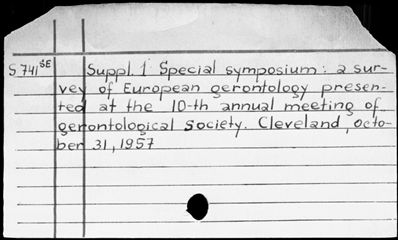 S 741 SE Suppl. 1 Special symposium: a sur-
vey of European gerontology presen-
ted at the 10-th annual meeting of
gerontological society. Cleveland, octo-
ber 31, 1957